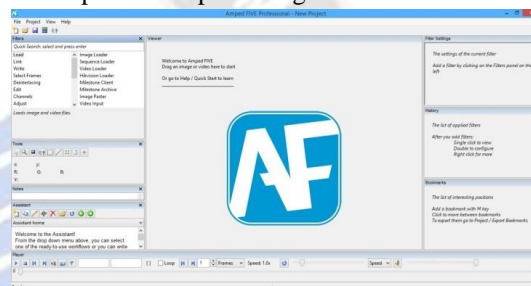 Amped FIVE Professional - New Project
File Project View Help
Filters
Quick Search: select and press enter
Load
Link
Write
Select Frames
Deinterlacing
Edit
Channels
Adjust
Image Loader
Sequence Loader
Video Loader
Hikvision Loader
Milestone Client
Milestone Archive
Image Paster
Video Input
Loads image and video files
Tools
X: Y:
R: G: B:
Y:
Notes
Assistant
Assistant home
Welcome to the Assistant!
From the drop down menu above, you can select
one of the ready-to-use workflows or you can write
Viewer
Welcome to Amped FIVE
Drag an image or video here to start
Or go to Help / Quick Start to learn
AF
Filter Settings
The settings of the current filter
Add a filter by clicking on the Filters panel on the
left
History
The list of applied filters
After you add filters:
Single click to view
Double to configure
Right click for more
Bookmarks
The list of interesting positions
Add a bookmark with M key
Click to move between bookmarks
To export them go to Project / Export Bookmarks
Player
Loop
1
Frames
Speed: 1.0x
Speed